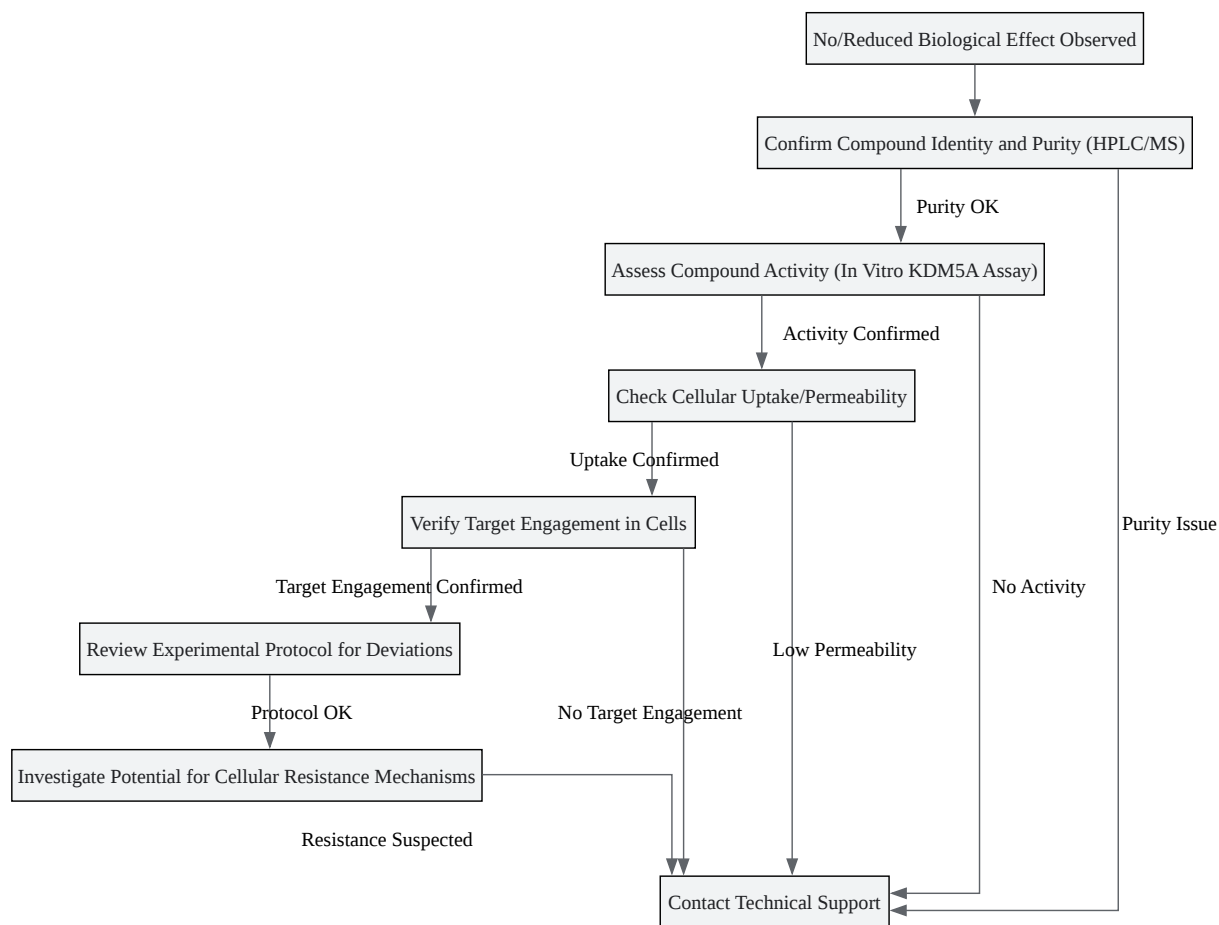 No/Reduced Biological Effect Observed
Confirm Compound Identity and Purity (HPLC/MS)
Purity OK
Assess Compound Activity (In Vitro KDM5A Assay)
Activity Confirmed
Check Cellular Uptake/Permeability
Uptake Confirmed
Verify Target Engagement in Cells
Purity Issue
Target Engagement Confirmed
No Activity
Review Experimental Protocol for Deviations
Low Permeability
Protocol OK
No Target Engagement
Investigate Potential for Cellular Resistance Mechanisms
Resistance Suspected
Contact Technical Support